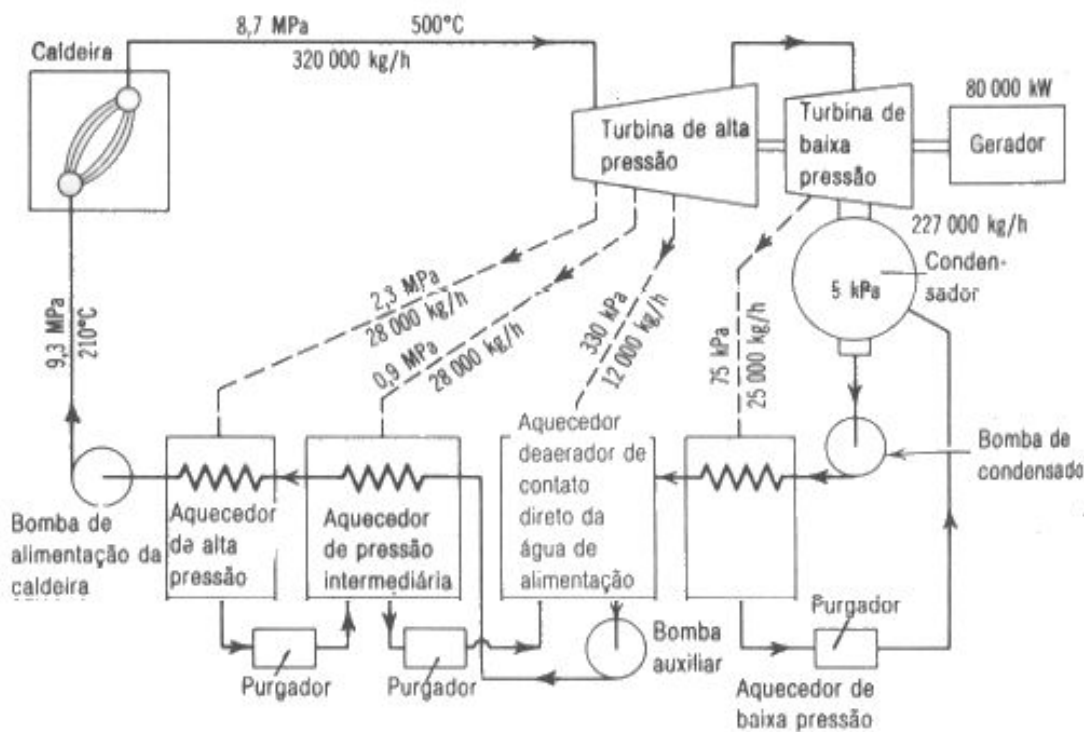 8,7 MPa
500°C
320 000 kg/h
Caldeira
Turbina de alta
pressão
Turbina de
baixa
pressão
80 000 kW
Gerador
227 000 kg/h
Conden-
sador
5 kPa
9,3 MPa
210°C
2,3 MPa
28 000 kg/h
0,9 MPa
28 000 kg/h
330 kPa
12 000 kg/h
75 kPa
25 000 kg/h
Bomba de
condensado
Bomba de
alimentação da
caldeira
Aquecedor
de alta
pressão
Aquecedor
de pressão
intermediária
Aquecedor
deaerador de
contato
direto da
água de
alimentação
Purgador
Purgador
Bomba
auxiliar
Purgador
Aquecedor de
baixa pressão